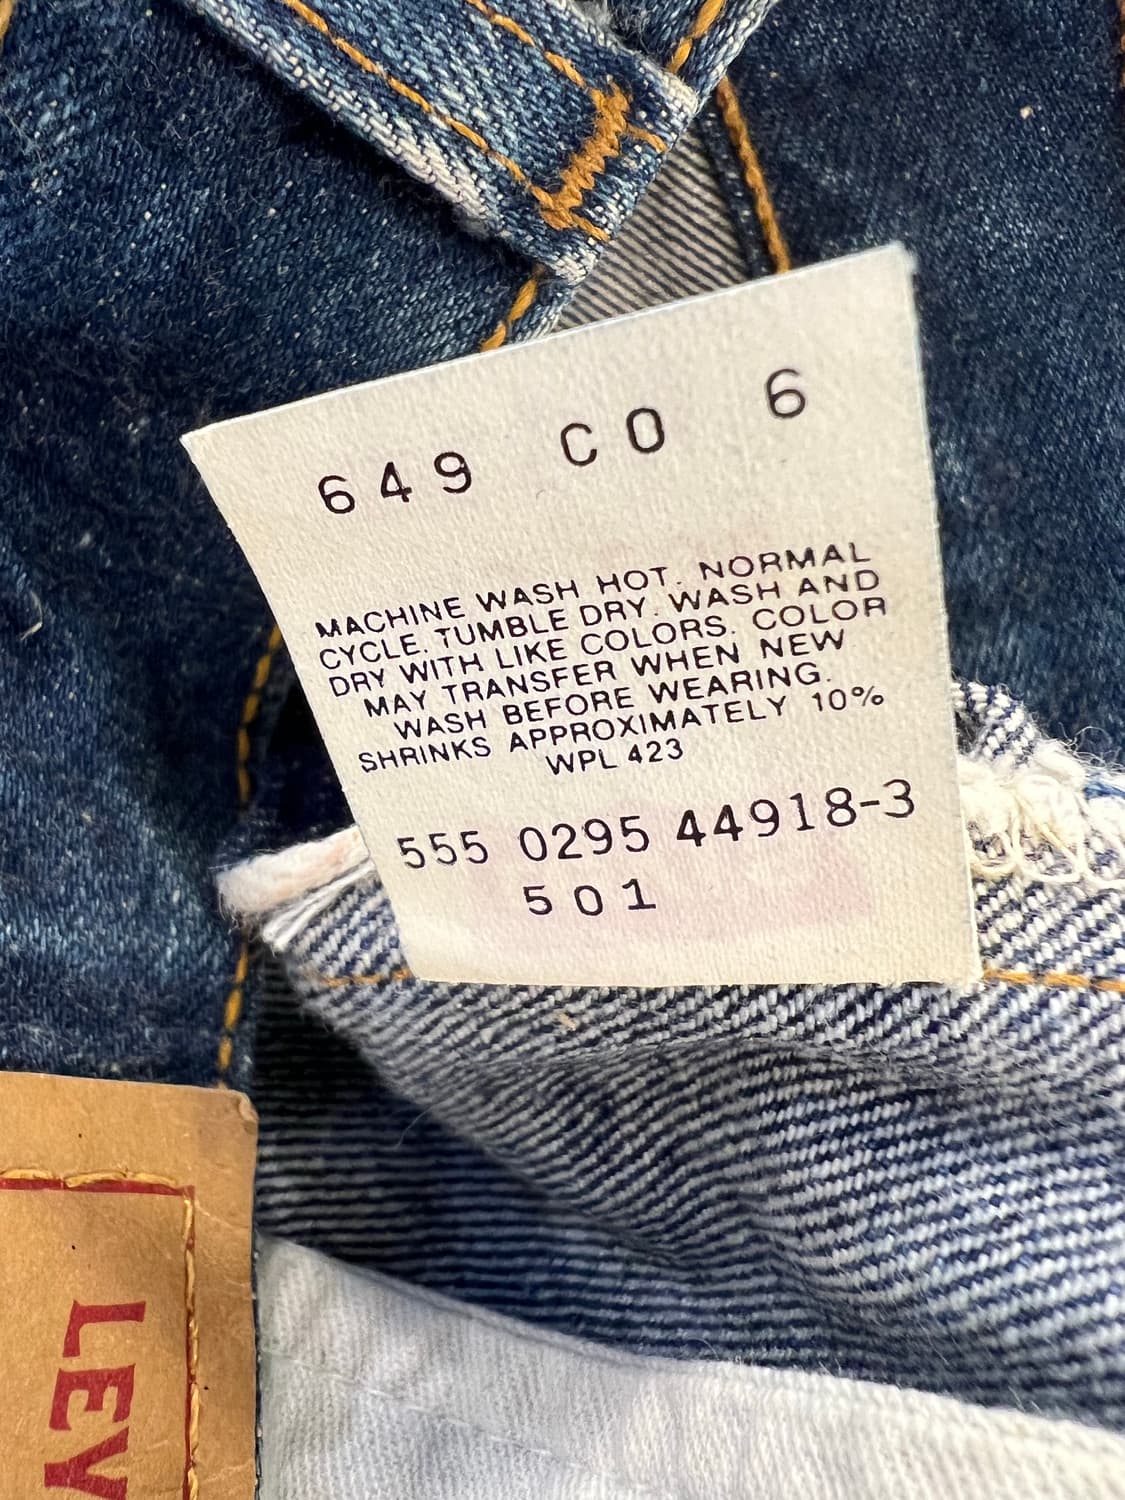 649 CO 6
MACHINE WASH HOT. NORMAL
CYCLE. TUMBLE DRY. WASH AND
DRY WITH LIKE COLORS. COLOR
MAY TRANSFER WHEN NEW
WASH BEFORE WEARING.
SHRINKS APPROXIMATELY 10%
WPL 423
555 0295 44918-3
501
LEV